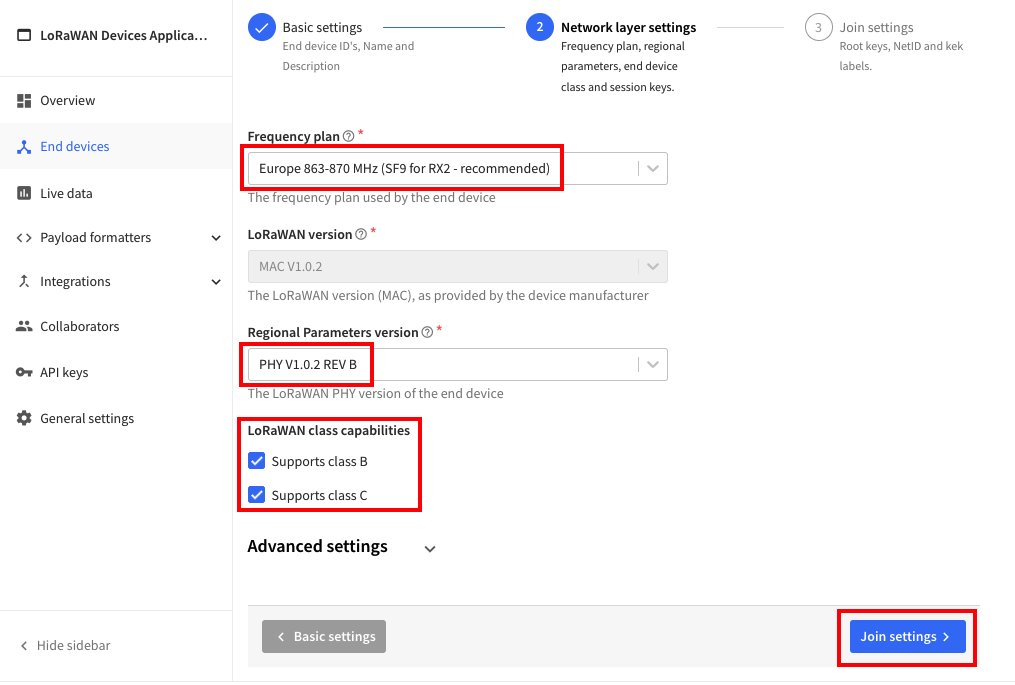 LoRaWAN Devices Applica...
Overview
End devices
Live data
Payload formatters
Integrations
Collaborators
API keys
General settings
Hide sidebar
Basic settings
End device ID's, Name and
Description
2
Network layer settings
Frequency plan, regional
parameters, end device
class and session keys.
3
Join settings
Root keys, NetID and kek
labels.
Frequency plan ? *
Europe 863-870 MHz (SF9 for RX2 - recommended)
The frequency plan used by the end device
LoRaWAN version ? *
MAC V1.0.2
The LoRaWAN version (MAC), as provided by the device manufacturer
Regional Parameters version ? *
PHY V1.0.2 REV B
The LoRaWAN PHY version of the end device
LoRaWAN class capabilities
Supports class B
Supports class C
Advanced settings
Basic settings
Join settings